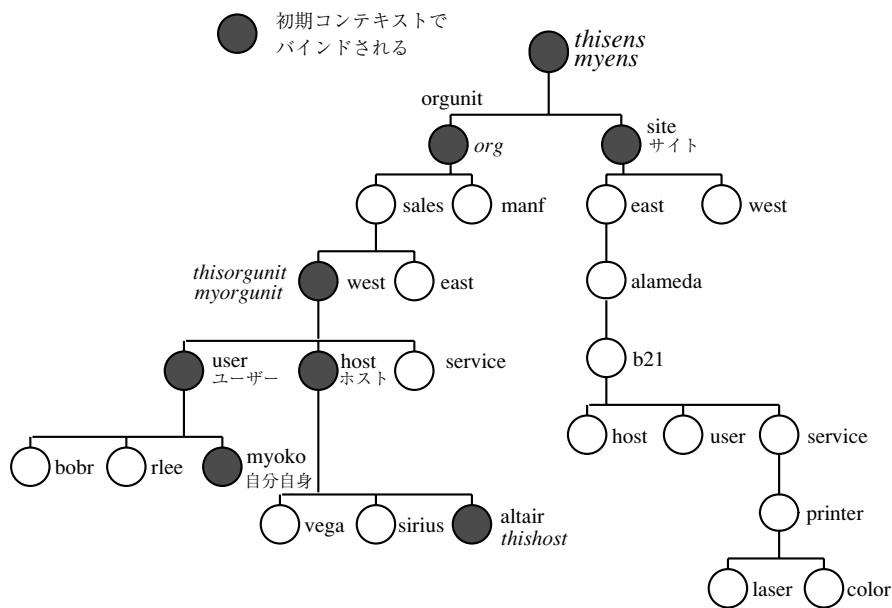 初期コンテキストで
バインドされる
thisens
myens
orgunit
org
site
サイト
sales
manf
east
west
thisorgunit
myorgunit
west
east
alameda
user
ユーザー
host
ホスト
service
b21
bobr
rlee
myoko
自分自身
host
user
service
vega
sirius
altair
thishost
printer
laser
color